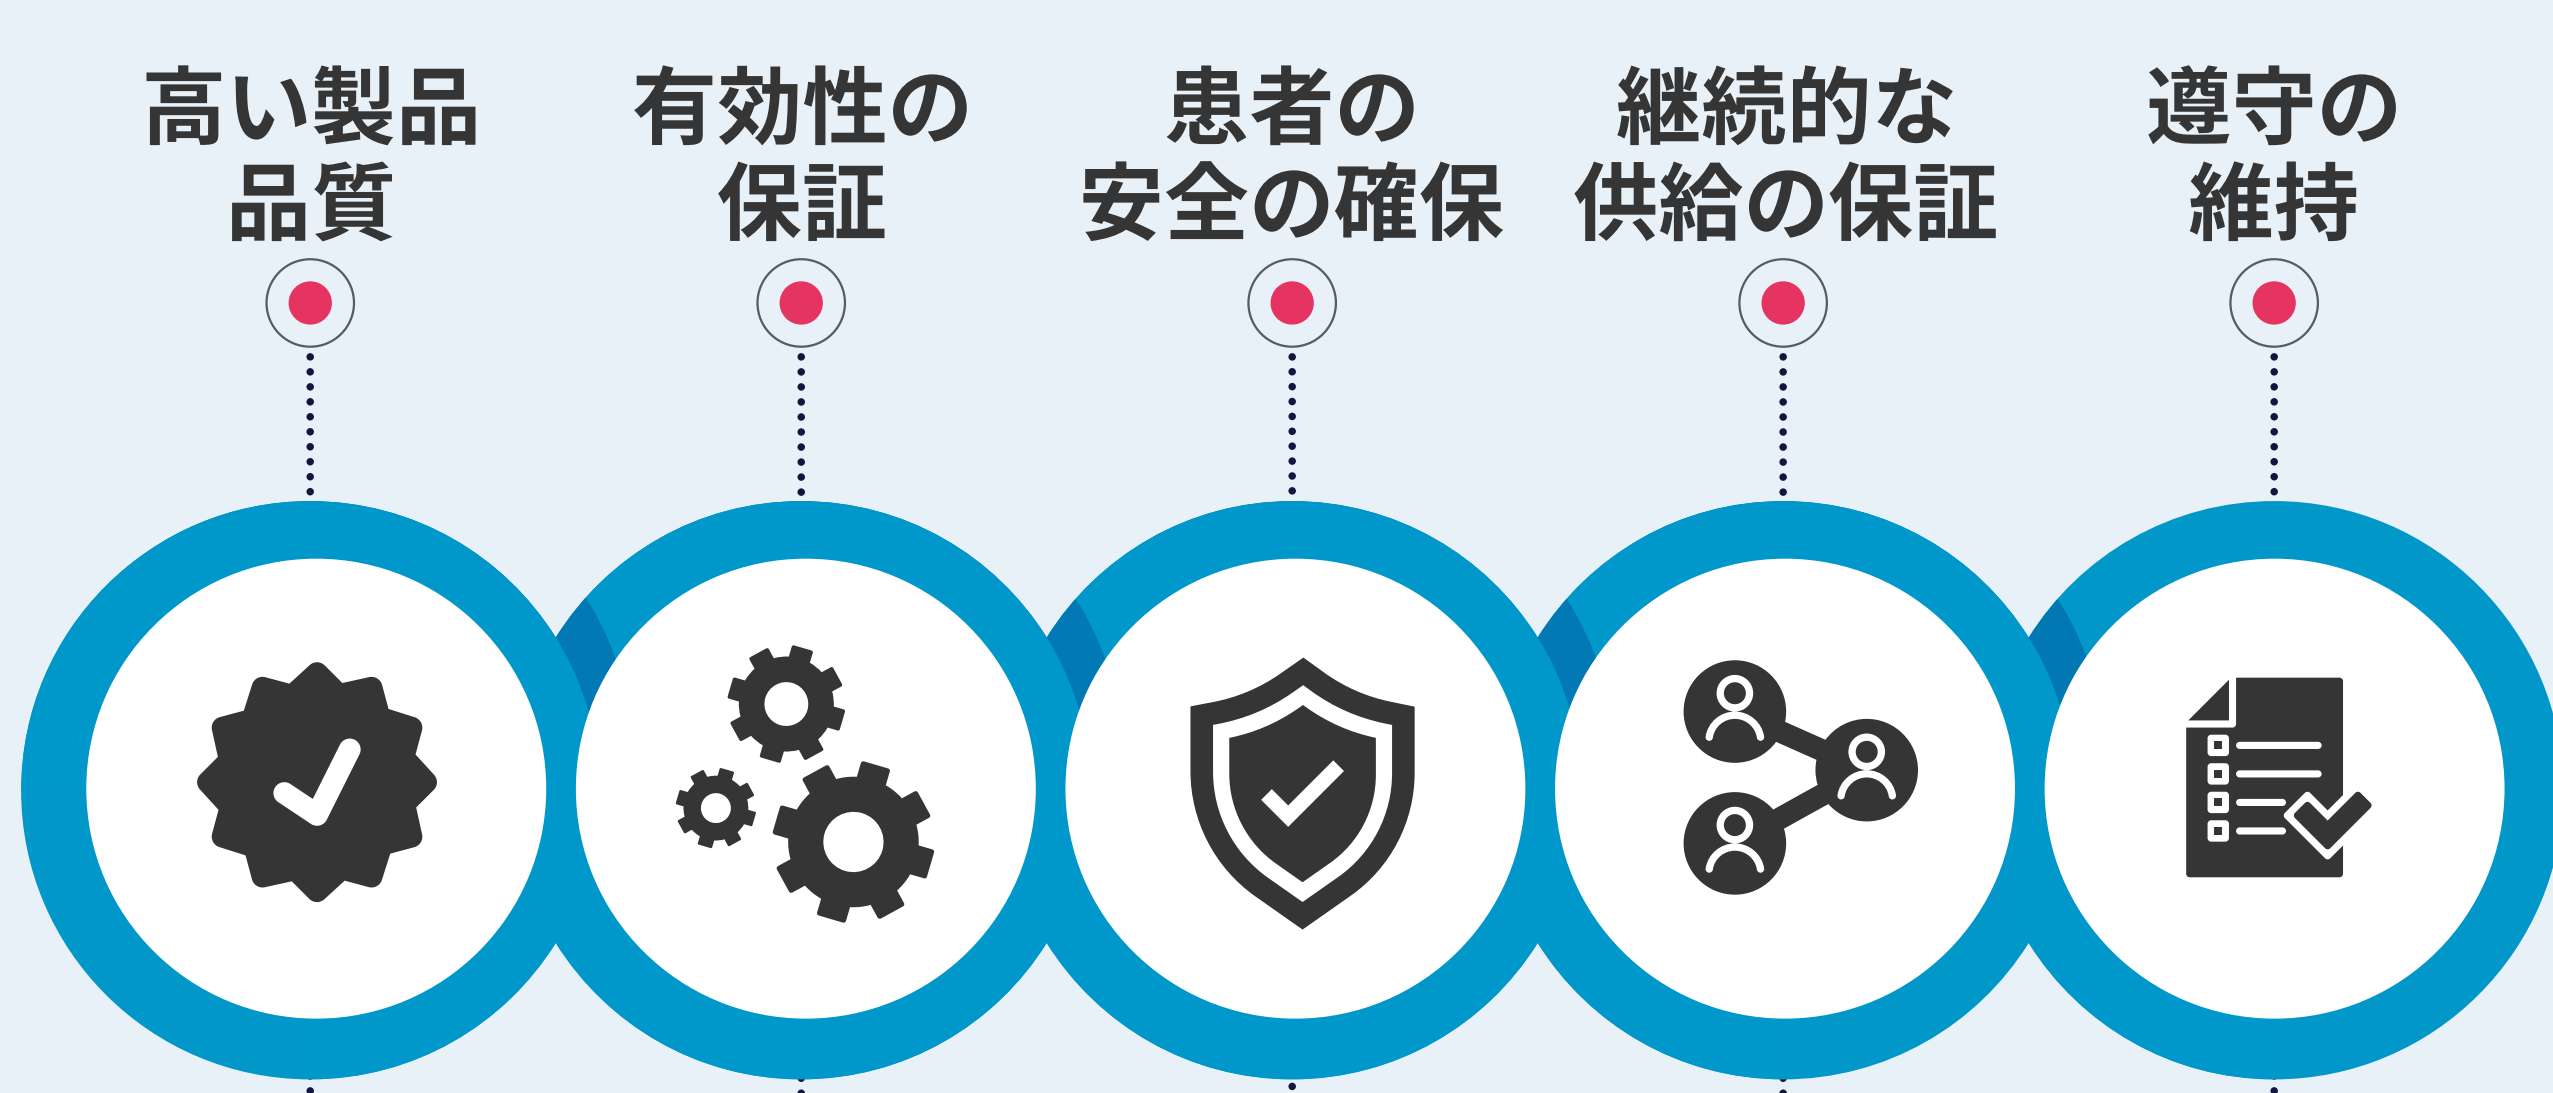 高い製品
品質
有効性の
保証
患者の
安全の確保
継続的な
供給の保証
遵守の
維持